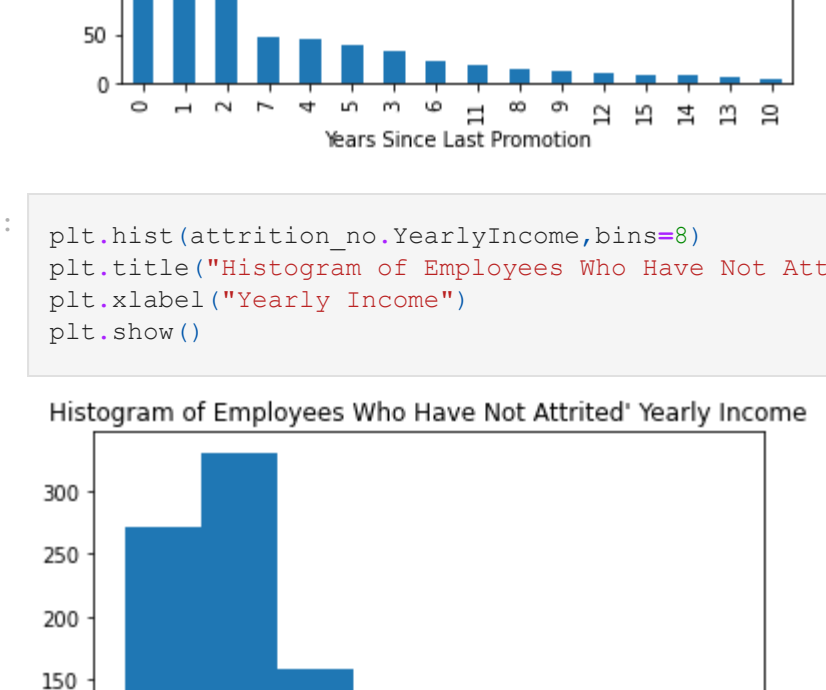 50
0
0 1 2 7 4 5 3 6 11 8 9 12 15 14 13 10
Years Since Last Promotion
:
plt.hist(attrition_no.YearlyIncome,bins=8)
plt.title("Histogram of Employees Who Have Not Att
plt.xlabel("Yearly Income")
plt.show()
Histogram of Employees Who Have Not Attrited' Yearly Income
300
250
200
150